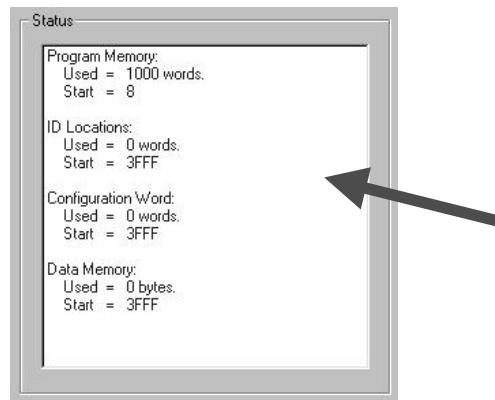 Status
Program Memory:
Used = 1000 words.
Start = 8
ID Locations:
Used = 0 words.
Start = 3FFF
Configuration Word:
Used = 0 words.
Start = 3FFF
Data Memory:
Used = 0 bytes.
Start = 3FFF